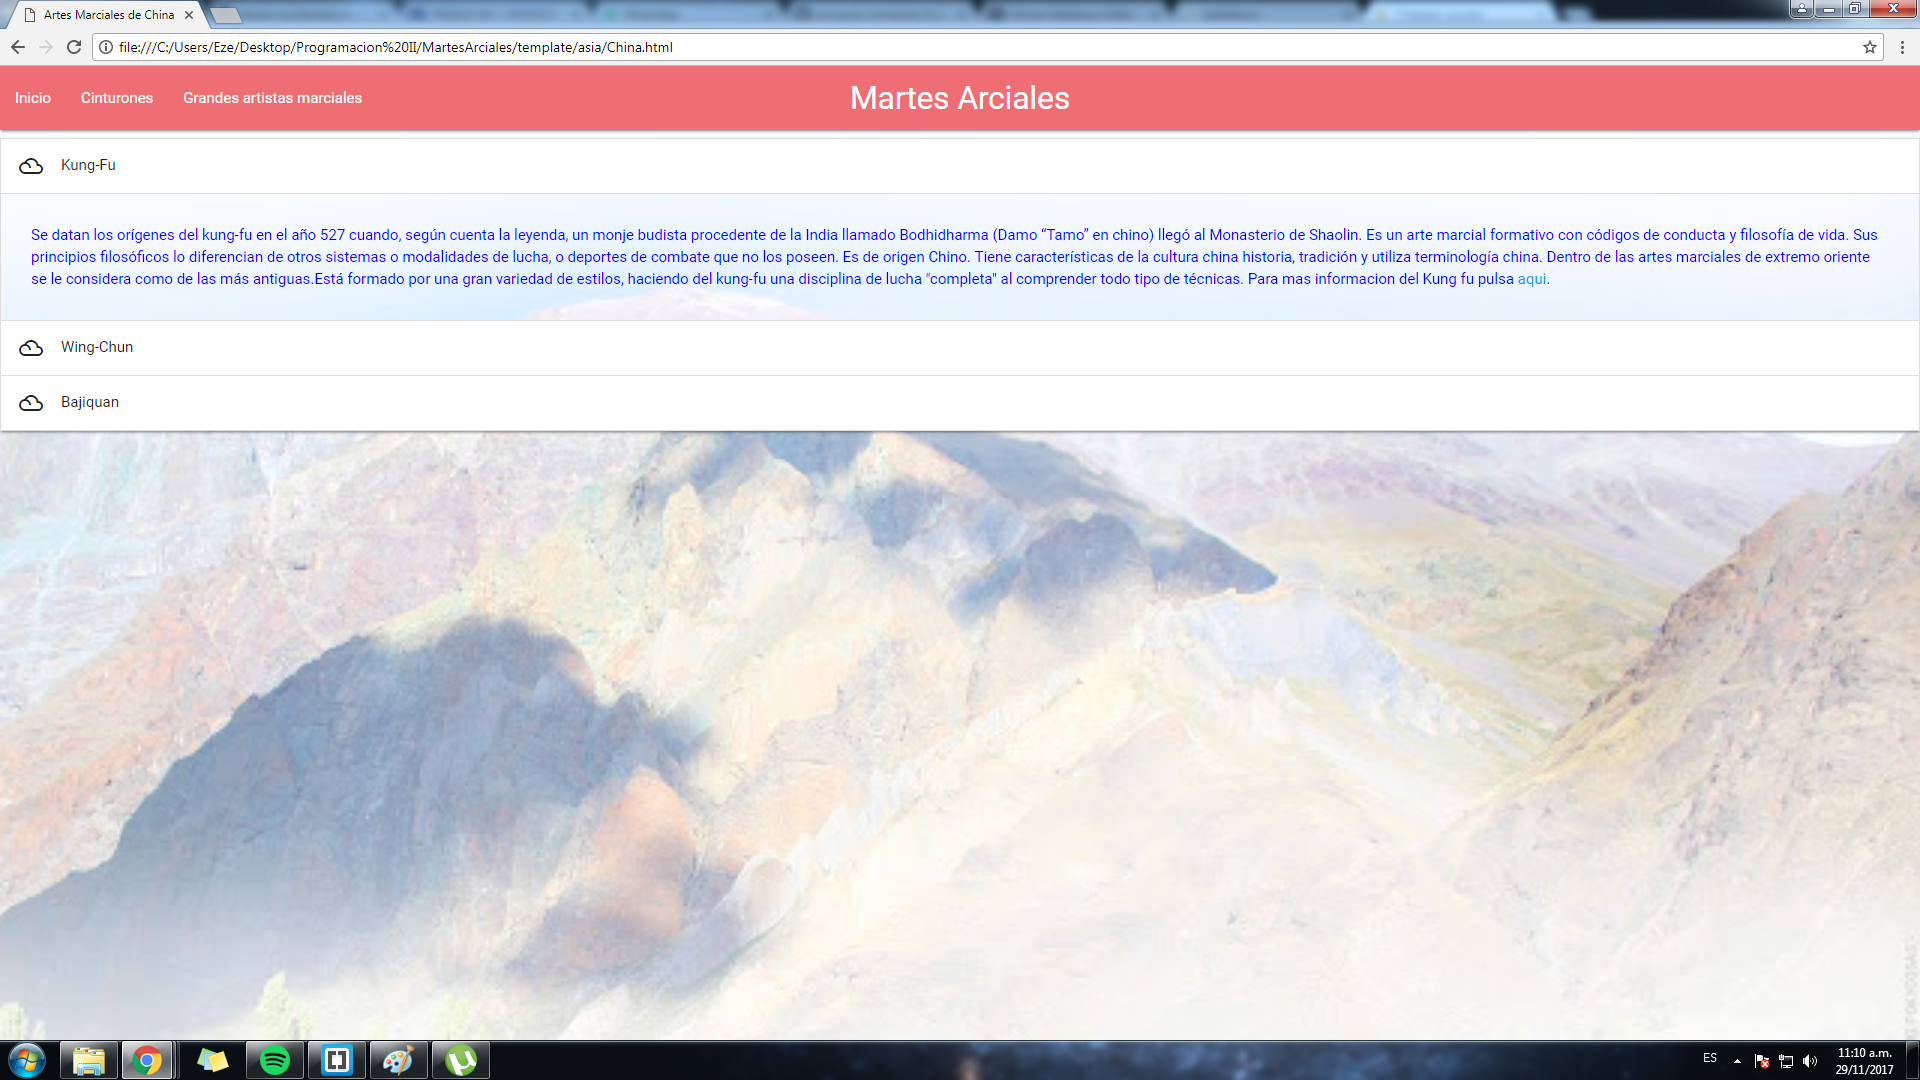 Artes Marciales de China
file:///C:/Users/Eze/Desktop/Programacion%20II/MartesArciales/template/asia/China.html
Inicio Cinturones Grandes artistas marciales Martes Arciales
Kung-Fu
Se datan los orígenes del kung-fu en el año 527 cuando, según cuenta la leyenda, un monje budista procedente de la India llamado Bodhidharma (Damo “Tamo” en chino) llegó al Monasterio de Shaolin. Es un arte marcial formativo con códigos de conducta y filosofía de vida. Sus
principios filosóficos lo diferencian de otros sistemas o modalidades de lucha, o deportes de combate que no los poseen. Es de origen Chino. Tiene características de la cultura china historia, tradición y utiliza terminología china. Dentro de las artes marciales de extremo oriente
se le considera como de las más antiguas.Está formado por una gran variedad de estilos, haciendo del kung-fu una disciplina de lucha "completa" al comprender todo tipo de técnicas. Para mas informacion del Kung fu pulsa aqui.
Wing-Chun
Bajiquan
ES
11:10 a.m.
29/11/2017